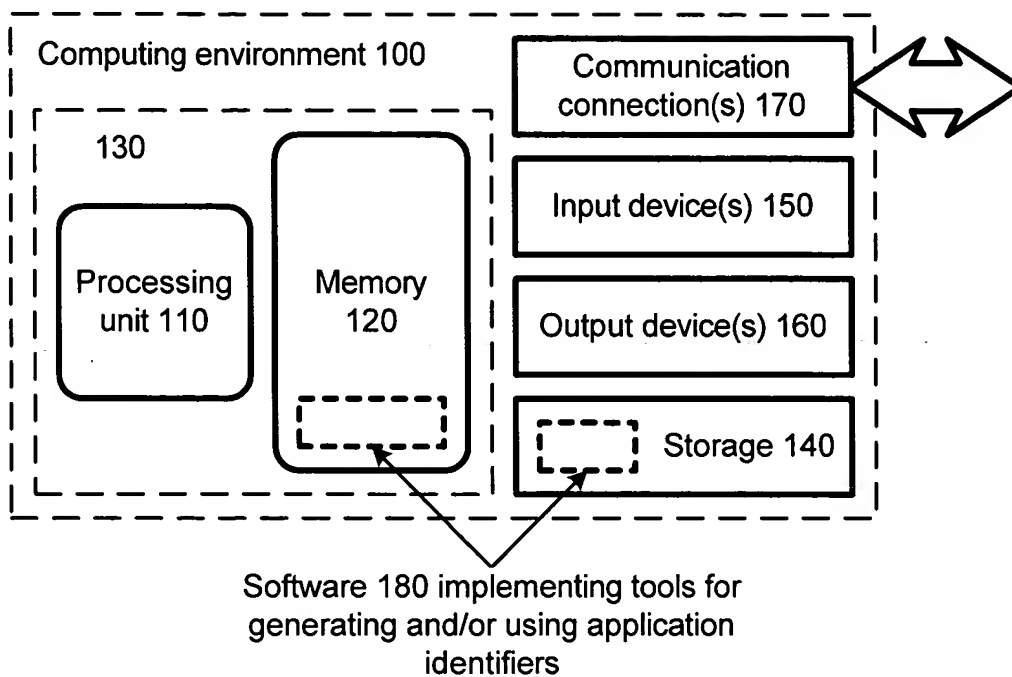 Computing environment 100
130
Processing
unit 110
Memory
120
Communication
connection(s) 170
Input device(s) 150
Output device(s) 160
Storage 140
Software 180 implementing tools for
generating and/or using application
identifiers